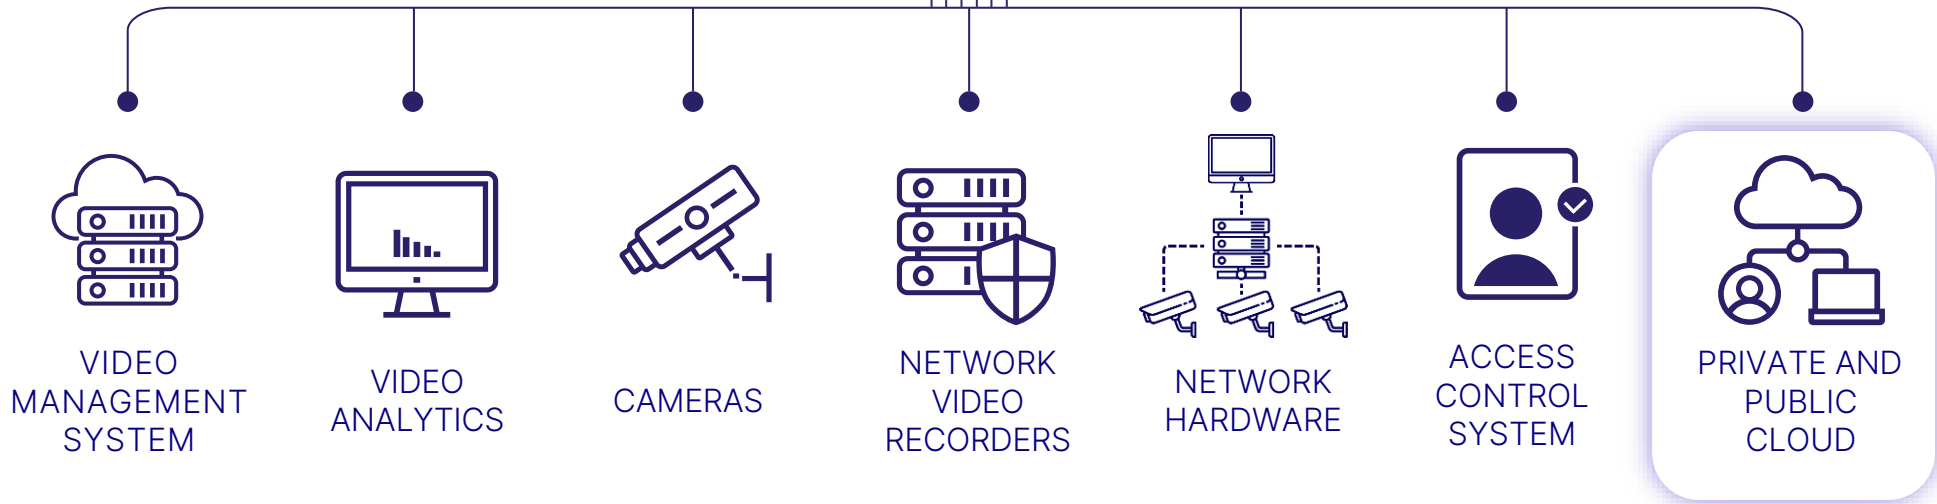 VIDEO
MANAGEMENT
SYSTEM
VIDEO
ANALYTICS
CAMERAS
NETWORK
VIDEO
RECORDERS
NETWORK
HARDWARE
ACCESS
CONTROL
SYSTEM
PRIVATE AND
PUBLIC
CLOUD